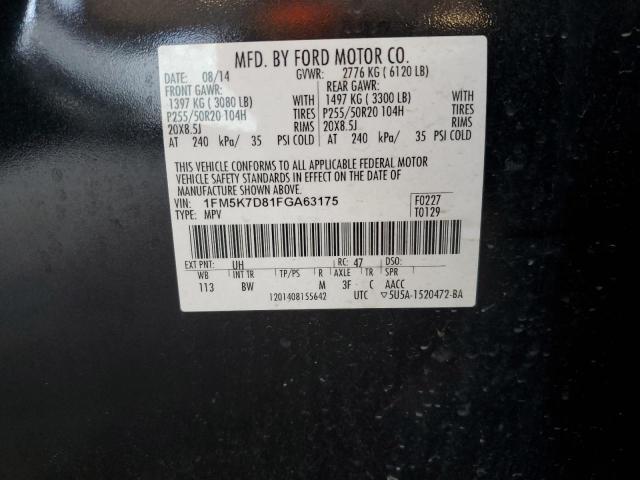 MFD. BY FORD MOTOR CO.
DATE: 08/14 GVWR: 2776 KG ( 6120 LB)
FRONT GAWR: REAR GAWR:
1397 KG ( 3080 LB) WITH 1497 KG ( 3300 LB) WITH
P255/50R20 104H TIRES P255/50R20 104H TIRES
20X8.5J RIMS 20X8.5J RIMS
AT 240 kPa/ 35 PSI COLD AT 240 kPa/ 35 PSI COLD
THIS VEHICLE CONFORMS TO ALL APPLICABLE FEDERAL MOTOR
VEHICLE SAFETY STANDARDS IN EFFECT ON THE DATE OF
MANUFACTURE SHOWN ABOVE.
VIN: 1FM5K7D81FGA63175 F0227
TYPE: MPV T0129
EXT PNT: UH RC: 47 DSO:
WB INT TR TP/PS R AXLE TR SPR
113 BW M 3F C AACC
1201408155642 UTC ▽5U5A-1520472-BA